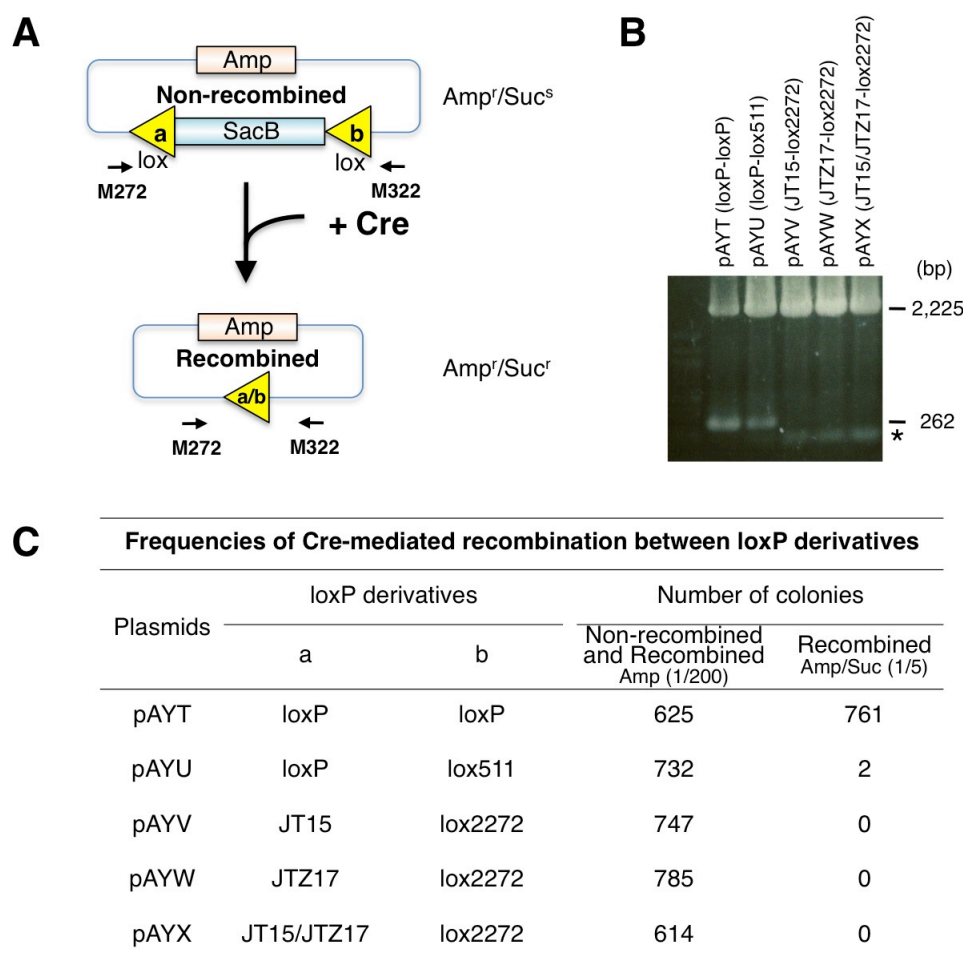 A
Amp
Non-recombined
Ampr/Sucs
a
SacB
b
lox
lox
M272
M322
+ Cre
Amp
Recombined
Ampr/Sucr
a/b
M272
M322
B
pAYT (loxP-loxP)
pAYU (loxP-lox511)
pAYV (JT15-lox2272)
pAYW (JTZ17-lox2272)
pAYX (JT15/JTZ17-lox2272)
(bp)
2,225
262
*
C
Frequencies of Cre-mediated recombination between loxP derivatives
Plasmids
loxP derivatives
Number of colonies
a
b
Non-recombined
and Recombined
Amp (1/200)
Recombined
Amp/Suc (1/5)
pAYT loxP loxP 625 761
pAYU loxP lox511 732 2
pAYV JT15 lox2272 747 0
pAYW JTZ17 lox2272 785 0
pAYX JT15/JTZ17 lox2272 614 0